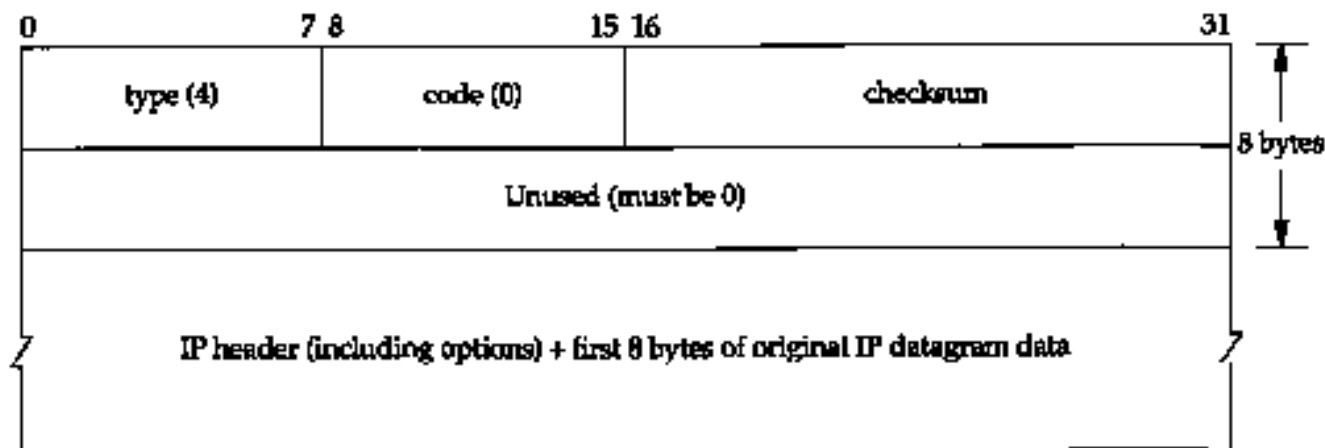 0 7 8 15 16 31
type (4) code (0) checksum
8 bytes
Unused (must be 0)
IP header (including options) + first 8 bytes of original IP datagram data